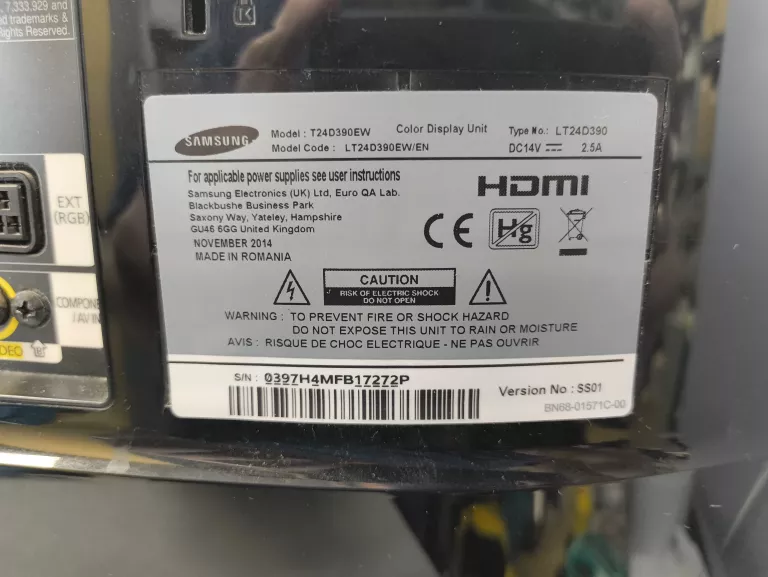 , 7,333,929 and
d trademarks &
Rights Reserved.
EXT
(RGB)
COMPONE
/ AV IN
DEO
SAMSUNG
Model : T24D390EW
Color Display Unit
Type No.: LT24D390
Model Code : LT24D390EW/EN
DC14V 2.5A
For applicable power supplies see user instructions
Samsung Electronics (UK) Ltd, Euro QA Lab.
Blackbushe Business Park
Saxony Way, Yateley, Hampshire
GU46 6GG United Kingdom
NOVEMBER 2014
MADE IN ROMANIA
HDMI
CE
Hg
CAUTION
RISK OF ELECTRIC SHOCK
DO NOT OPEN
WARNING : TO PREVENT FIRE OR SHOCK HAZARD
DO NOT EXPOSE THIS UNIT TO RAIN OR MOISTURE
AVIS : RISQUE DE CHOC ELECTRIQUE - NE PAS OUVRIR
S/N : 0397H4MFB17272P
Version No : SS01
BN68-01571C-00